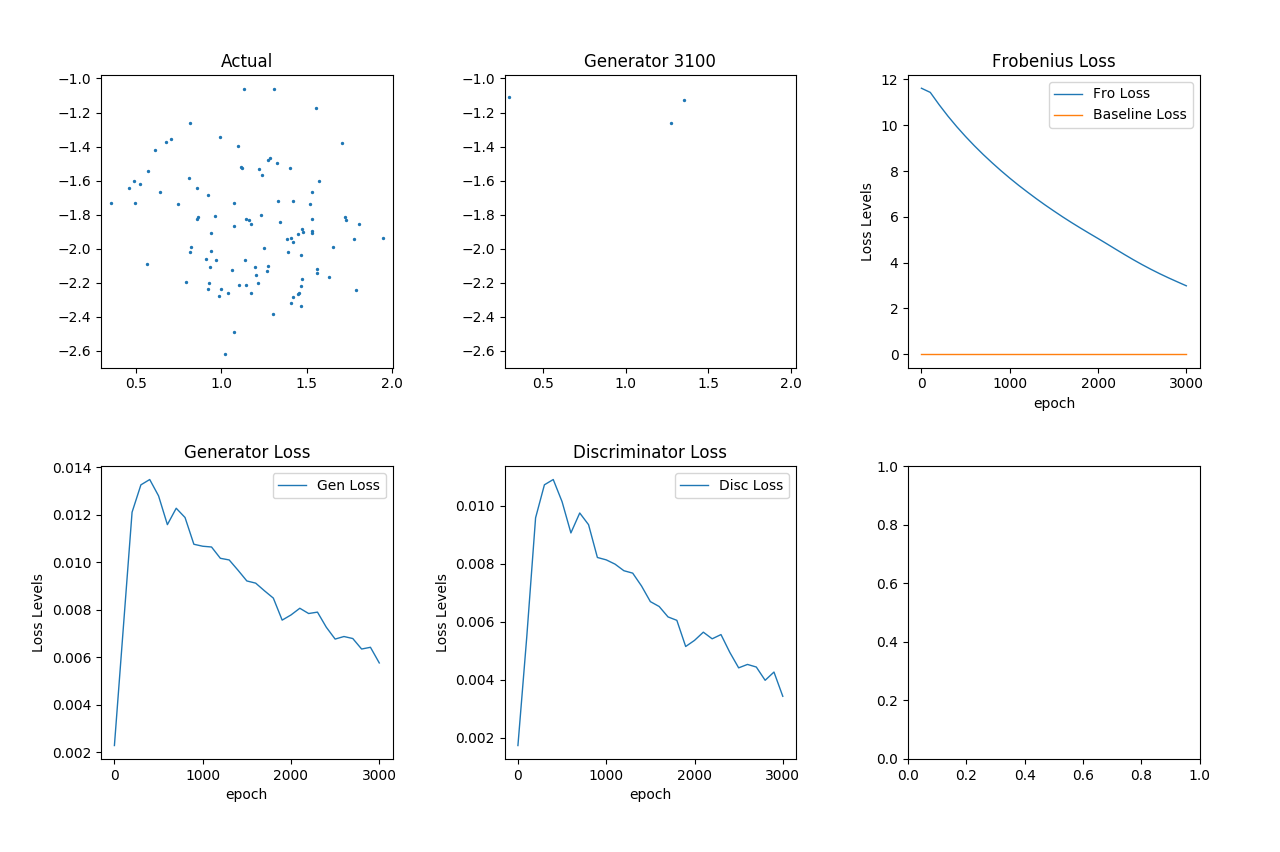 Actual
−1.0
−1.2
−1.4
−1.6
−1.8
−2.0
−2.2
−2.4
−2.6
0.5 1.0 1.5 2.0
Generator 3100
−1.0
−1.2
−1.4
−1.6
−1.8
−2.0
−2.2
−2.4
−2.6
0.5 1.0 1.5 2.0
Frobenius Loss
Fro Loss
Baseline Loss
Loss Levels
12
10
8
6
4
2
0
0 1000 2000 3000
epoch
Generator Loss
Gen Loss
Loss Levels
0.014
0.012
0.010
0.008
0.006
0.004
0.002
0 1000 2000 3000
epoch
Discriminator Loss
Disc Loss
Loss Levels
0.010
0.008
0.006
0.004
0.002
0 1000 2000 3000
epoch
1.0
0.8
0.6
0.4
0.2
0.0
0.0 0.2 0.4 0.6 0.8 1.0